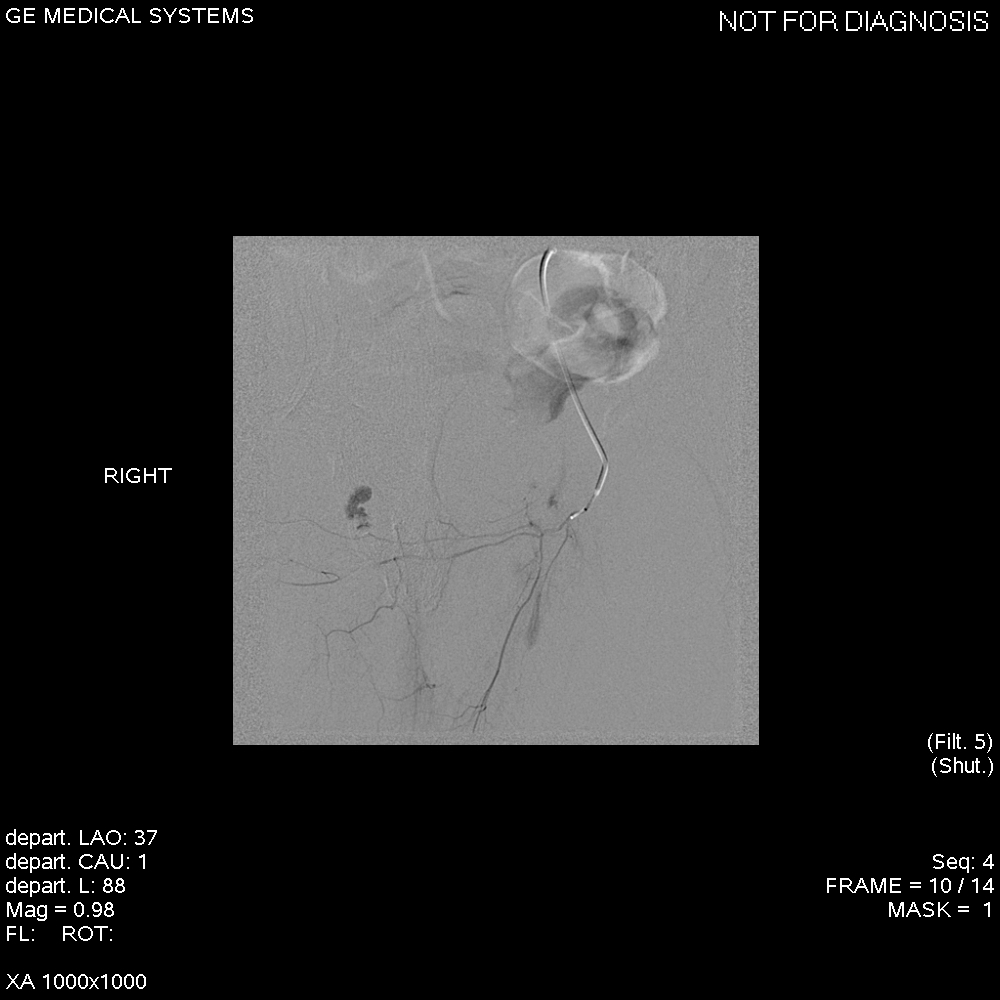 GE MEDICAL SYSTEMS
NOT FOR DIAGNOSIS
RIGHT
(Filt. 5)
(Shut.)
depart. LAO: 37
depart. CAU: 1
depart. L: 88
Mag = 0.98
FL: ROT:
Seq: 4
FRAME = 10 / 14
MASK = 1
XA 1000x1000